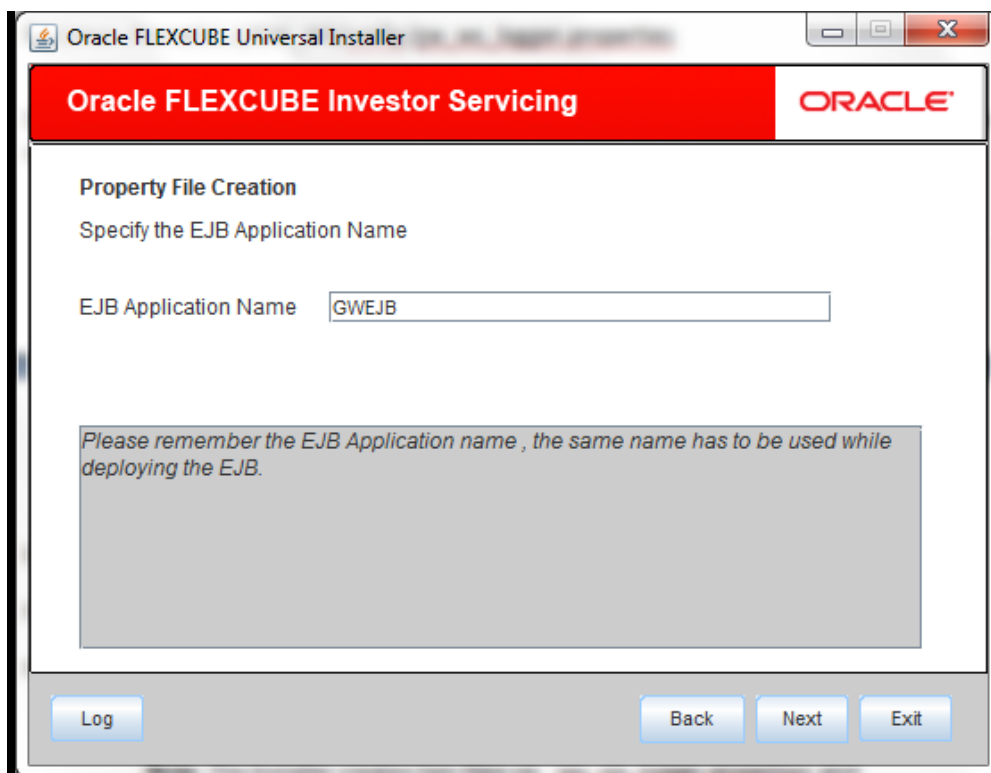 Oracle FLEXCUBE Universal Installer
Oracle FLEXCUBE Investor Servicing
ORACLE
Property File Creation
Specify the EJB Application Name
EJB Application Name
GWEJB
Please remember the EJB Application name , the same name has to be used while
deploying the EJB.
Log
Back
Next
Exit